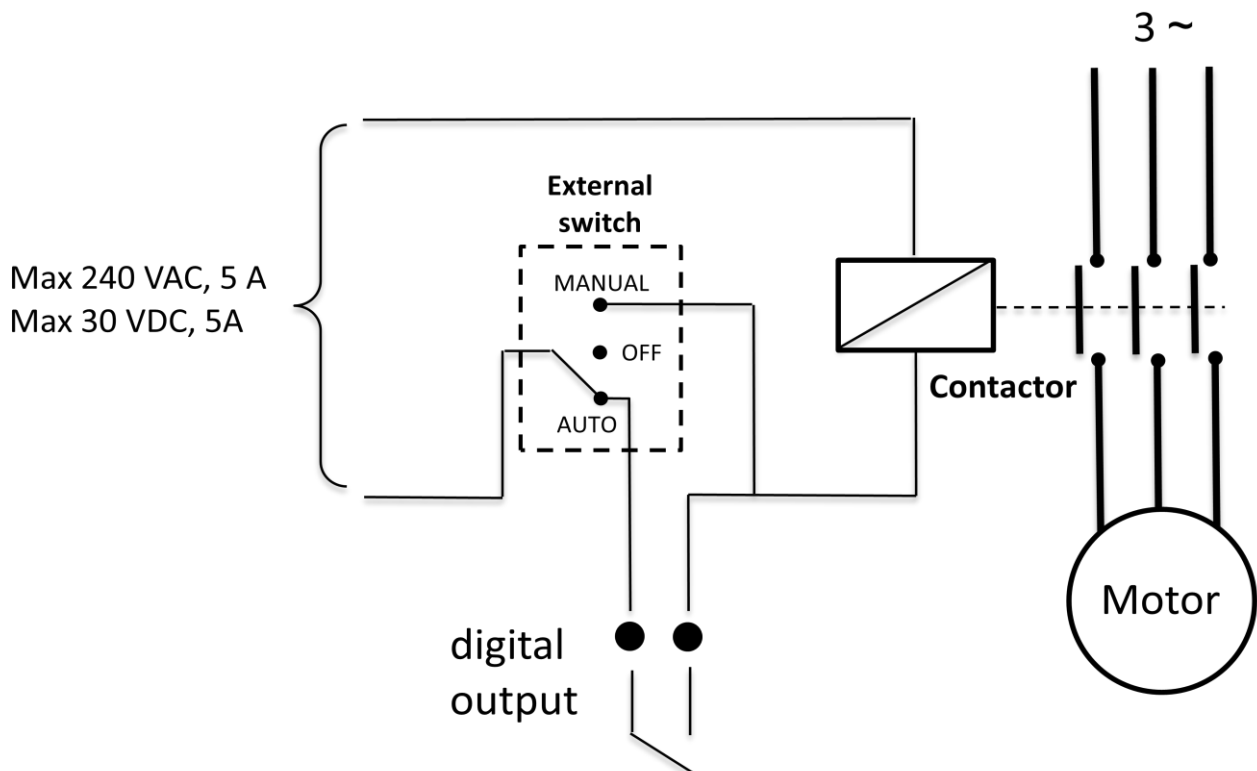 3 ~
External
switch
MANUAL
Max 240 VAC, 5 A
Max 30 VDC, 5A
OFF
AUTO
Contactor
Motor
digital
output